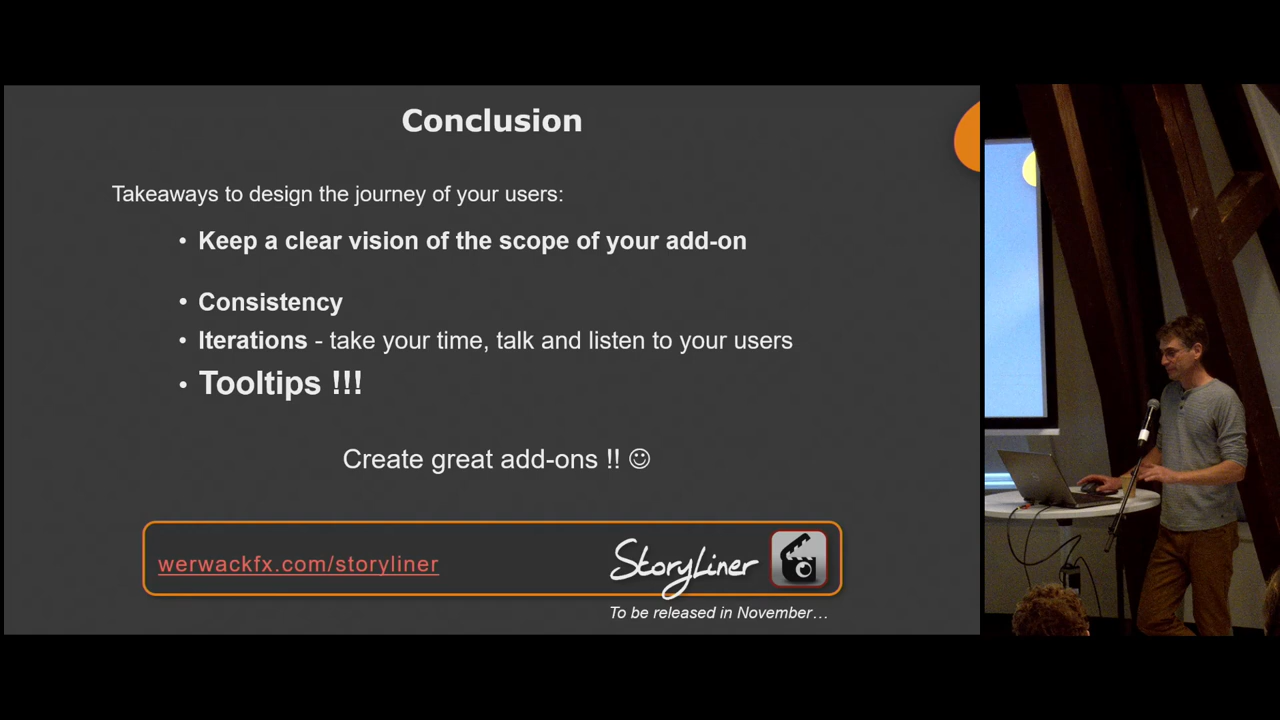 Conclusion
Takeaways to design the journey of your users:
• Keep a clear vision of the scope of your add-on
• Consistency
• Iterations - take your time, talk and listen to your users
• Tooltips !!!
Create great add-ons !! ☺
werwackfx.com/storyliner
StoryLiner
To be released in November…